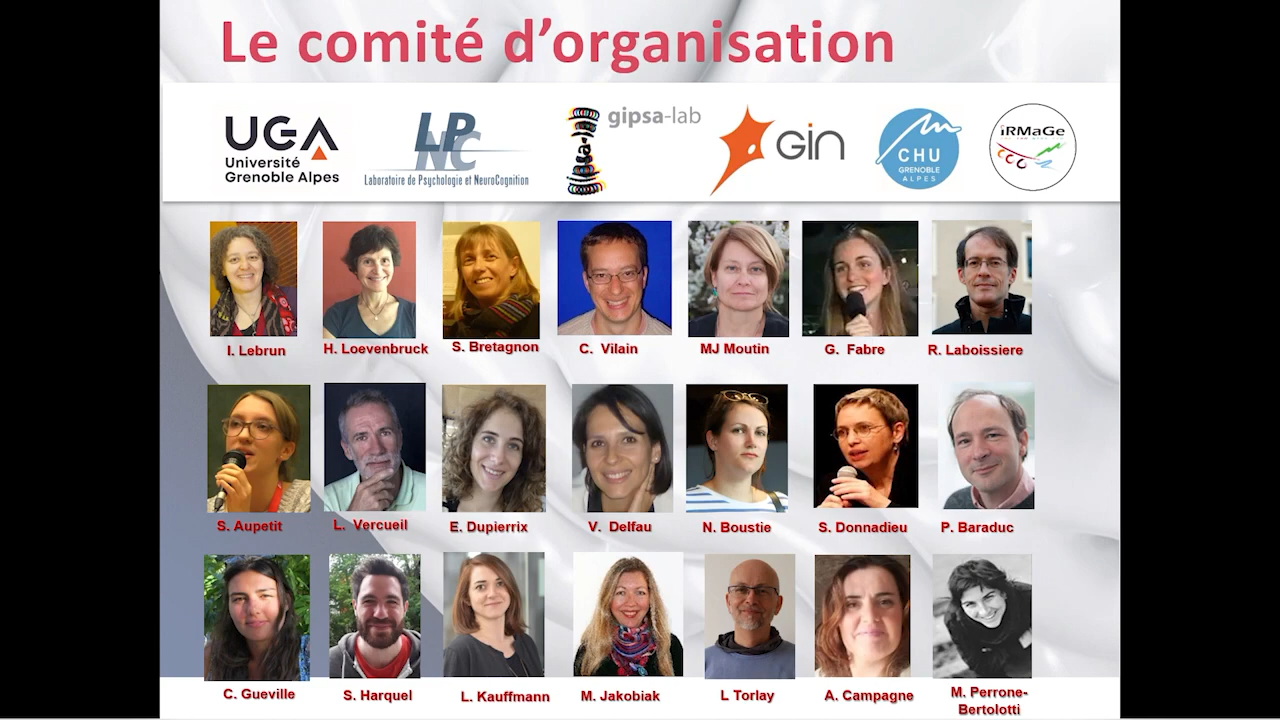 Le comité d'organisation
UGA
Université
Grenoble Alpes
LP
NC
Laboratoire de Psychologie et NeuroCognition
gipsa-lab
GIN
CHU
GRENOBLE
ALPES
iRMaGe
I. Lebrun
H. Loevenbruck
S. Bretagnon
C. Vilain
MJ Moutin
G. Fabre
R. Laboissiere
S. Aupetit
L. Vercueil
E. Dupierrix
V. Delfau
N. Boustie
S. Donnadieu
P. Baraduc
C. Gueville
S. Harquel
L. Kauffmann
M. Jakobiak
L Torlay
A. Campagne
M. Perrone-
Bertolotti